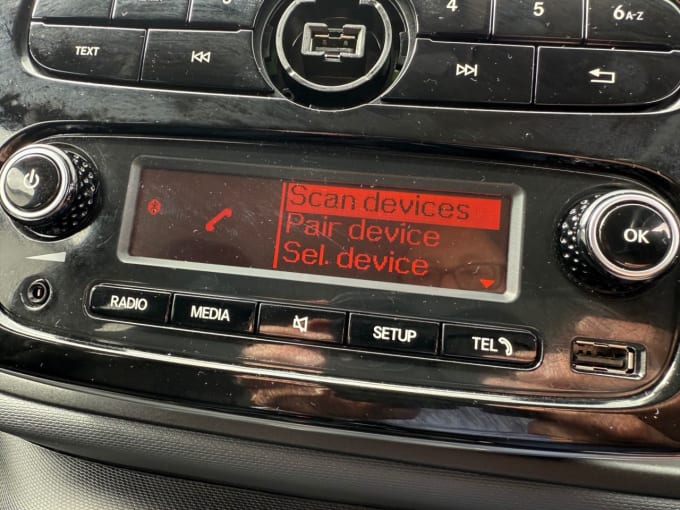 4
5
6A-Z
TEXT
Scan devices
Pair device
Sel. device
OK
RADIO
MEDIA
SETUP
TEL